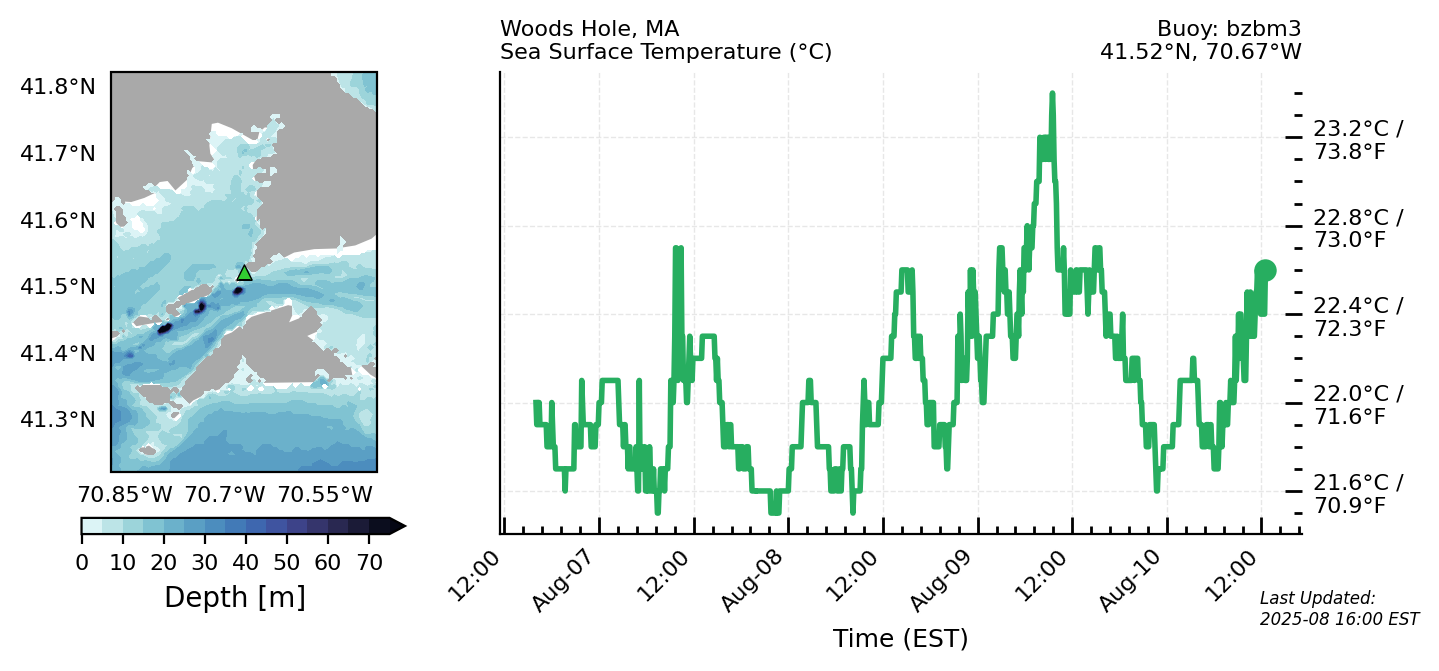 Woods Hole, MA
Sea Surface Temperature (°C)
Buoy: bzbm3
41.52°N, 70.67°W
41.8°N
41.7°N
41.6°N
41.5°N
41.4°N
41.3°N
70.85°W 70.7°W 70.55°W
0 10 20 30 40 50 60 70
Depth [m]
23.2°C /
73.8°F
22.8°C /
73.0°F
22.4°C /
72.3°F
22.0°C /
71.6°F
21.6°C /
70.9°F
12:00
Aug-07
12:00
Aug-08
12:00
Aug-09
12:00
Aug-10
12:00
Time (EST)
Last Updated:
2025-08 16:00 EST